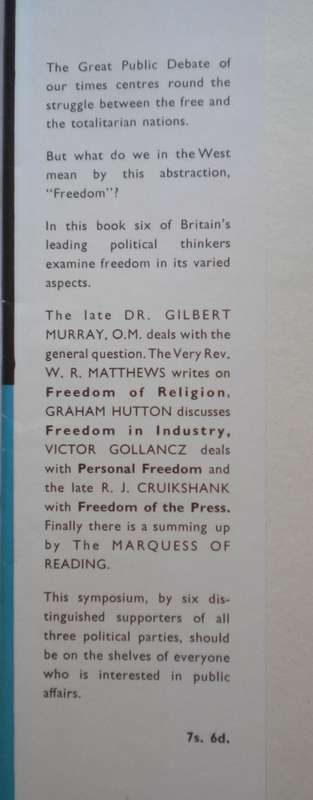 The Great Public Debate of
our times centres round the
struggle between the free and
the totalitarian nations.
But what do we in the West
mean by this abstraction,
"Freedom"?
In this book six of Britain's
leading political thinkers
examine freedom in its varied
aspects.
The late DR. GILBERT
MURRAY, O.M. deals with the
general question. The Very Rev.
W. R. MATTHEWS writes on
Freedom of Religion,
GRAHAM HUTTON discusses
Freedom in Industry,
VICTOR GOLLANCZ deals
with Personal Freedom and
the late R. J. CRUIKSHANK
with Freedom of the Press.
Finally there is a summing up
by The MARQUESS OF
READING.
This symposium, by six dis-
tinguished supporters of all
three political parties, should
be on the shelves of everyone
who is interested in public
affairs.
7s. 6d.